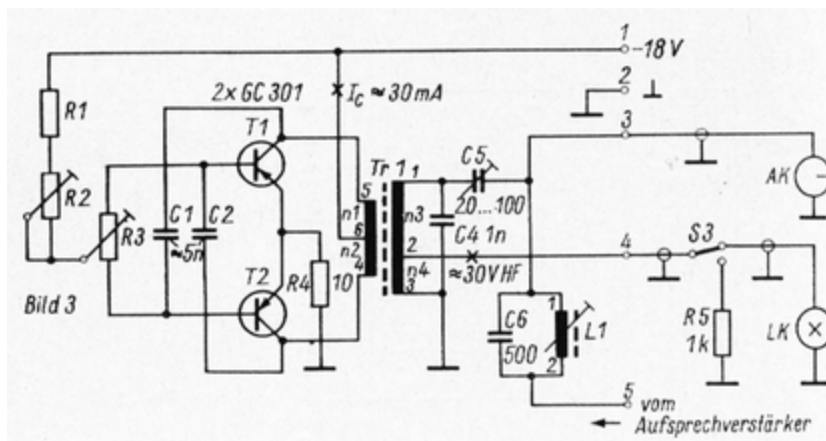 1
-18 V
2
⊥
3
4
5
2x GC 301
I_C ≈ 30 mA
R1
R2
R3
C1
≈5n
C2
T1
T2
R4
10
Tr 1
5
n1
6
n2
4
1
n3
2
n4
3
C5
20...100
C4 1n
≈30V HF
C6
500
1
L1
2
AK
S3
R5
1k
LK
Bild 3
vom
← Aufsprechverstärker